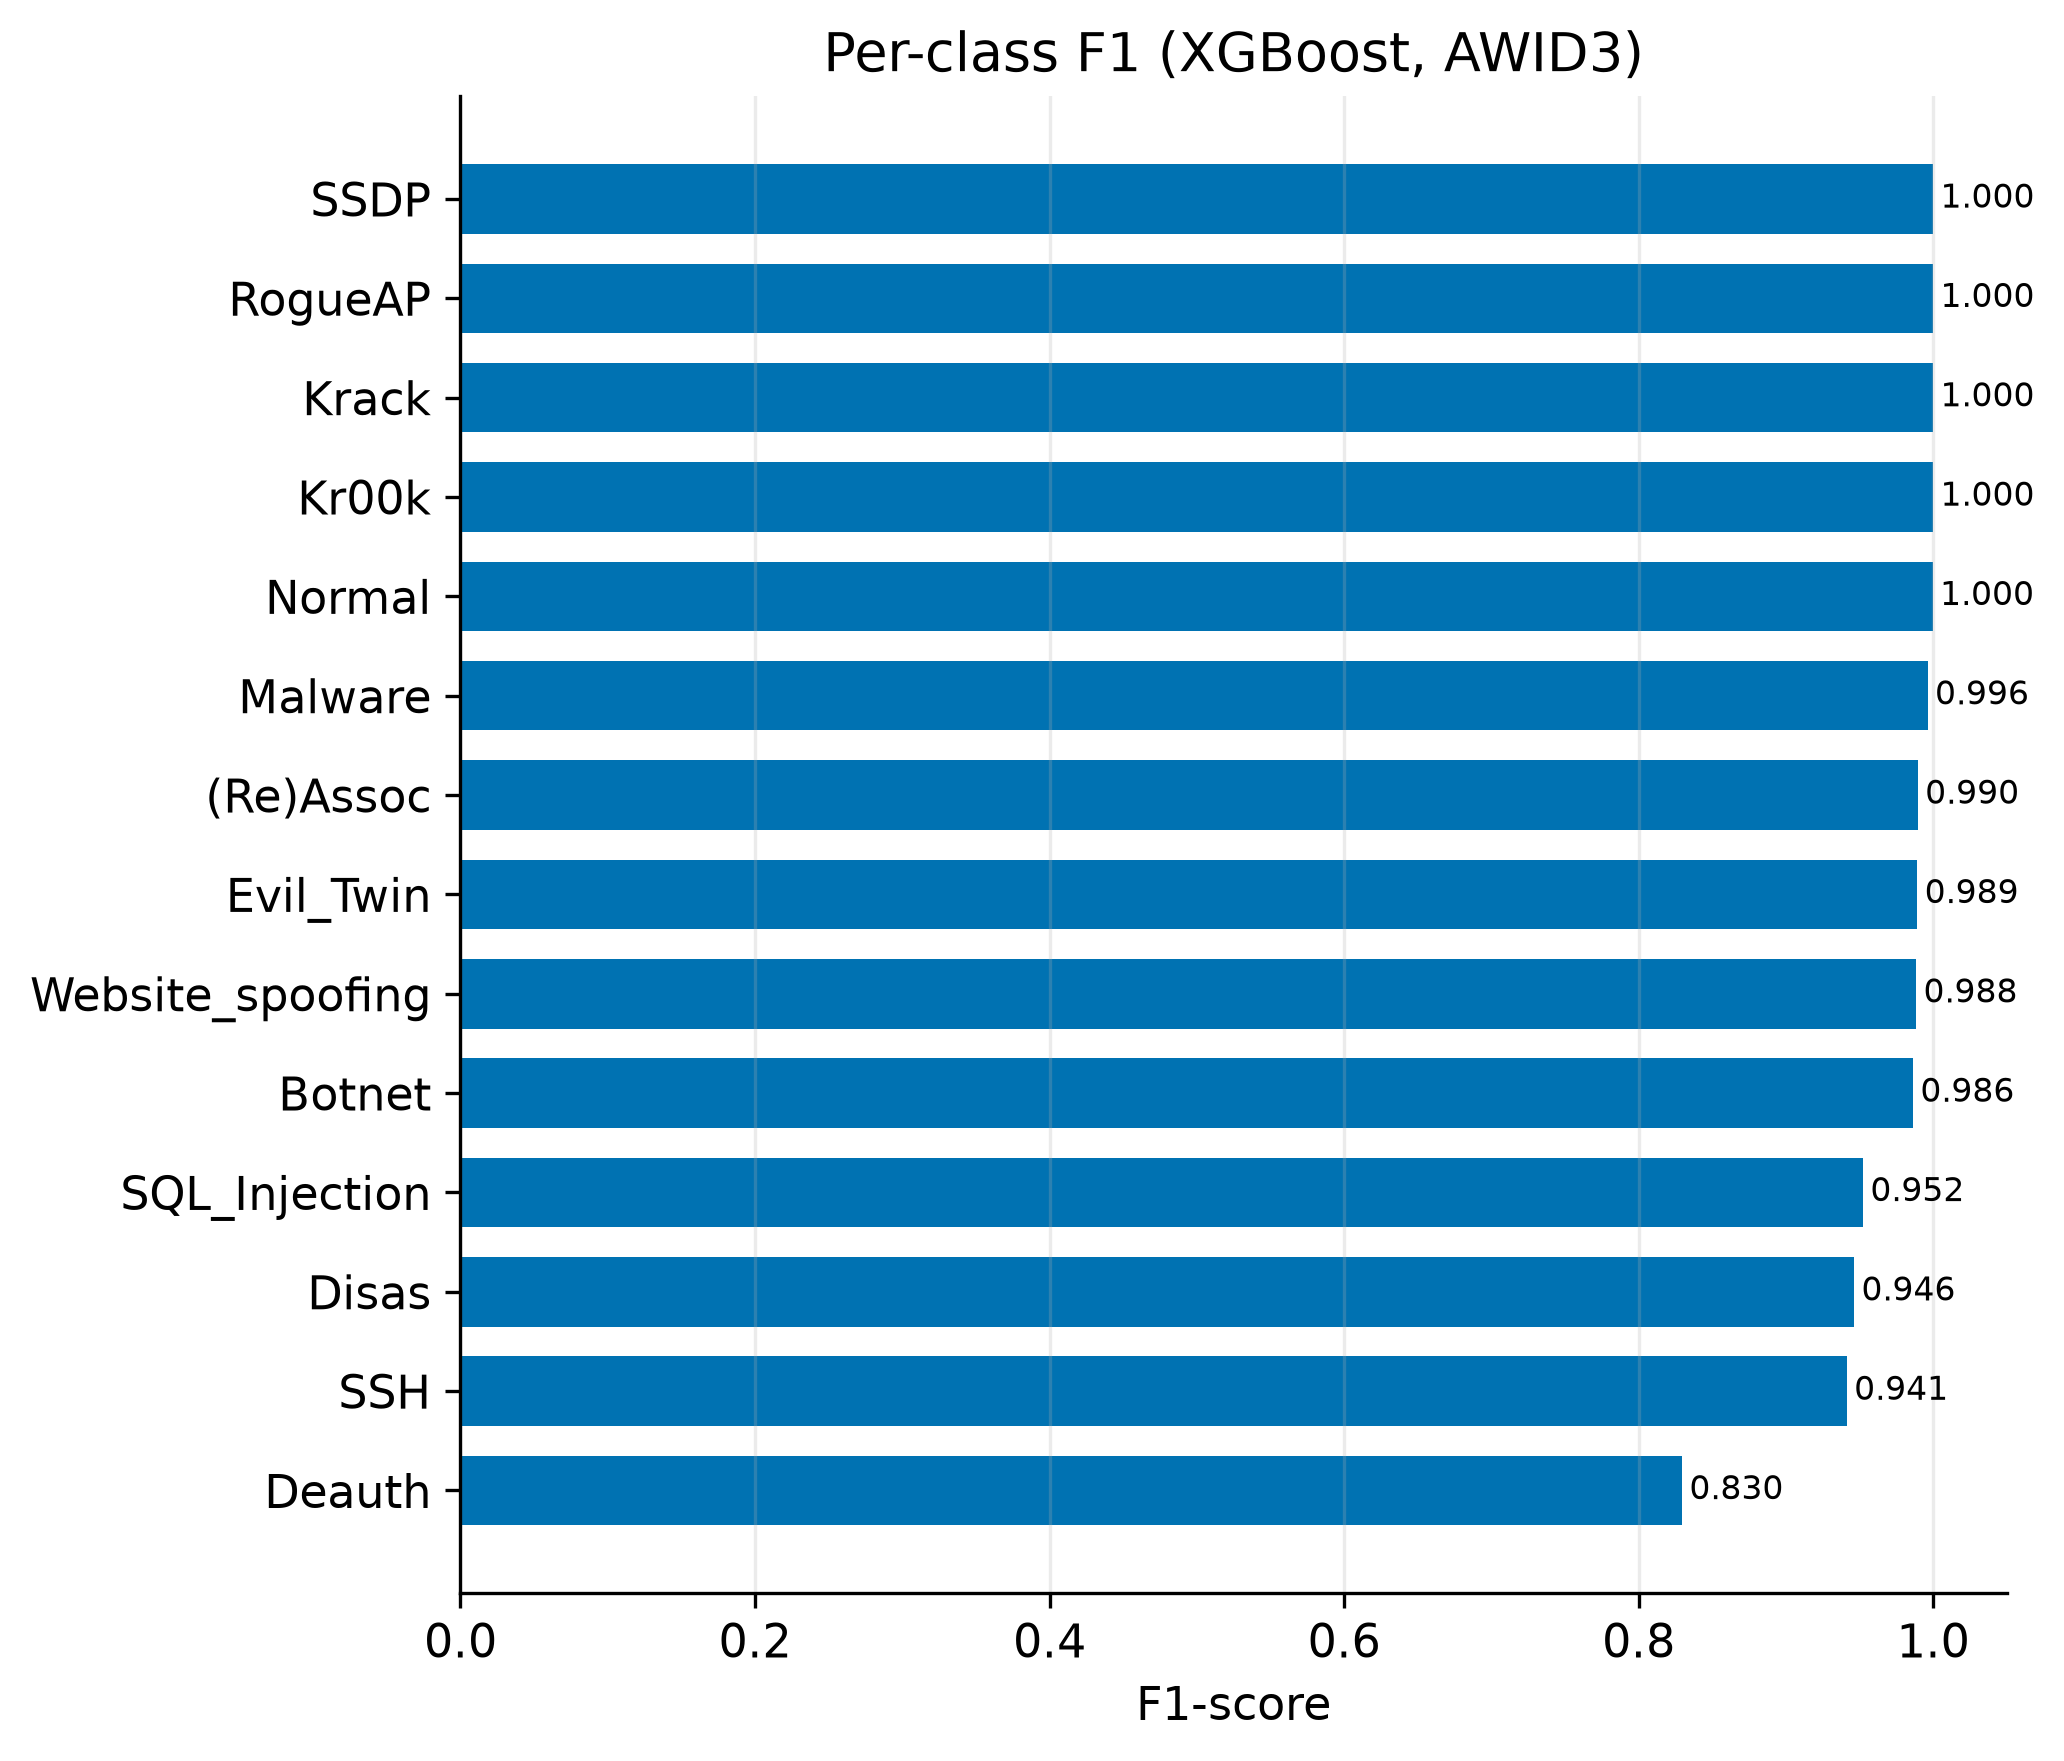 Per-class F1 (XGBoost, AWID3)
SSDP 1.000
RogueAP 1.000
Krack 1.000
Kr00k 1.000
Normal 1.000
Malware 0.996
(Re)Assoc 0.990
Evil_Twin 0.989
Website_spoofing 0.988
Botnet 0.986
SQL_Injection 0.952
Disas 0.946
SSH 0.941
Deauth 0.830
0.0 0.2 0.4 0.6 0.8 1.0
F1-score